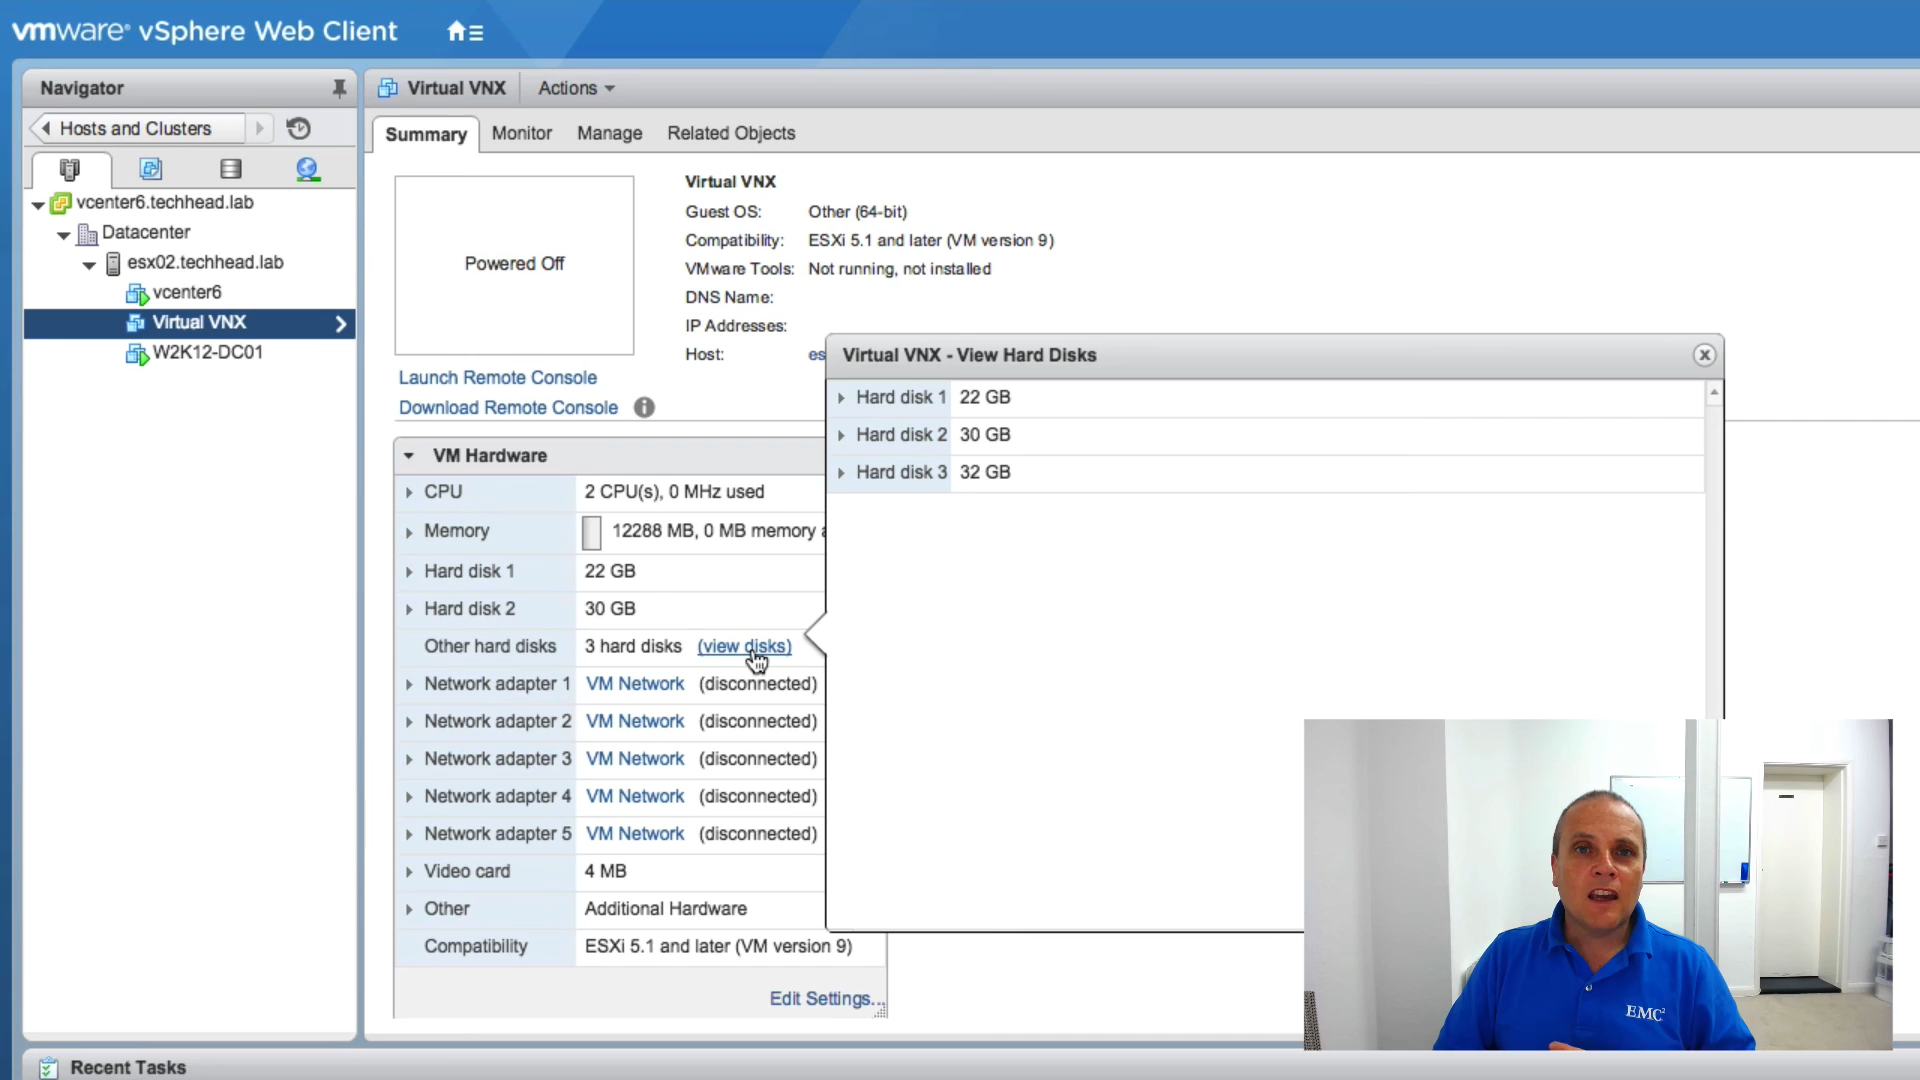 vmware® vSphere Web Client
Navigator
Hosts and Clusters
vcenter6.techhead.lab
Datacenter
esx02.techhead.lab
vcenter6
Virtual VNX
W2K12-DC01
Virtual VNX Actions
Summary Monitor Manage Related Objects
Powered Off
Launch Remote Console
Download Remote Console
Virtual VNX
Guest OS: Other (64-bit)
Compatibility: ESXi 5.1 and later (VM version 9)
VMware Tools: Not running, not installed
DNS Name:
IP Addresses:
Host: es
VM Hardware
CPU 2 CPU(s), 0 MHz used
Memory 12288 MB, 0 MB memory a
Hard disk 1 22 GB
Hard disk 2 30 GB
Other hard disks 3 hard disks (view disks)
Network adapter 1 VM Network (disconnected)
Network adapter 2 VM Network (disconnected)
Network adapter 3 VM Network (disconnected)
Network adapter 4 VM Network (disconnected)
Network adapter 5 VM Network (disconnected)
Video card 4 MB
Other Additional Hardware
Compatibility ESXi 5.1 and later (VM version 9)
Edit Settings...
Virtual VNX - View Hard Disks
Hard disk 1 22 GB
Hard disk 2 30 GB
Hard disk 3 32 GB
EMC²
Recent Tasks